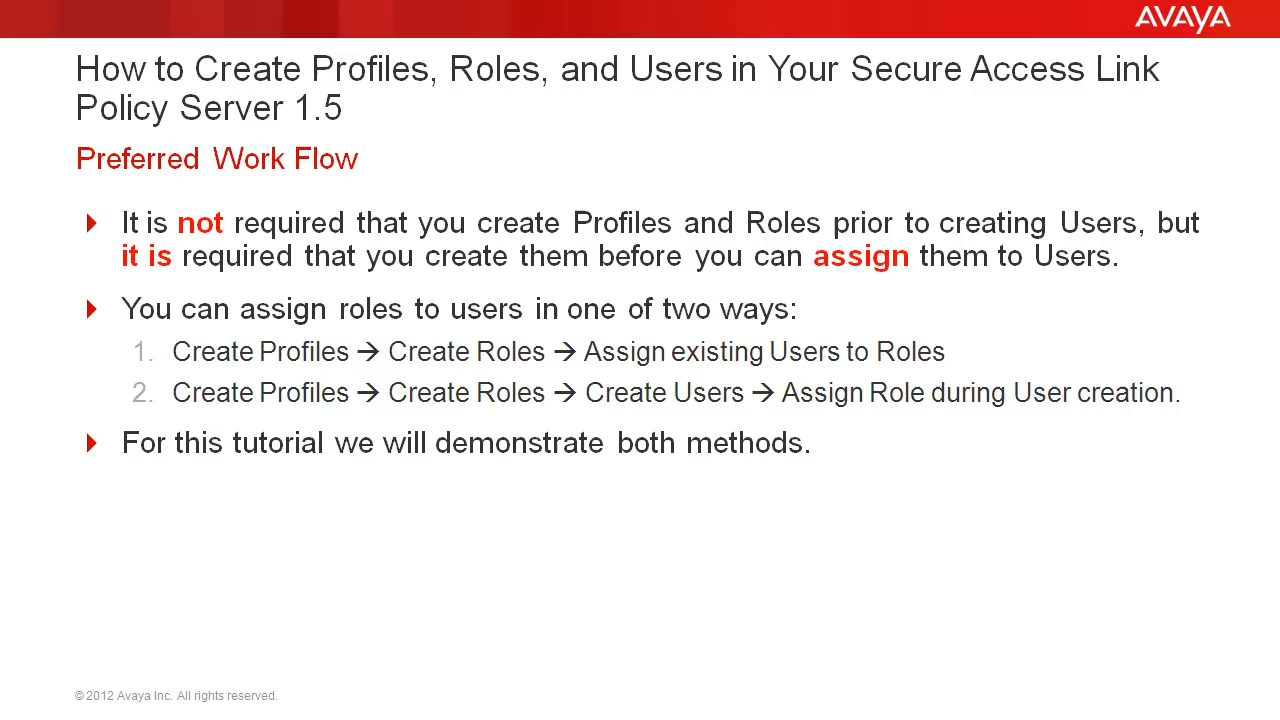 AVAYA
How to Create Profiles, Roles, and Users in Your Secure Access Link
Policy Server 1.5
Preferred Work Flow
It is not required that you create Profiles and Roles prior to creating Users, but
it is required that you create them before you can assign them to Users.
You can assign roles to users in one of two ways:
1. Create Profiles → Create Roles → Assign existing Users to Roles
2. Create Profiles → Create Roles → Create Users → Assign Role during User creation.
For this tutorial we will demonstrate both methods.
© 2012 Avaya Inc. All rights reserved.